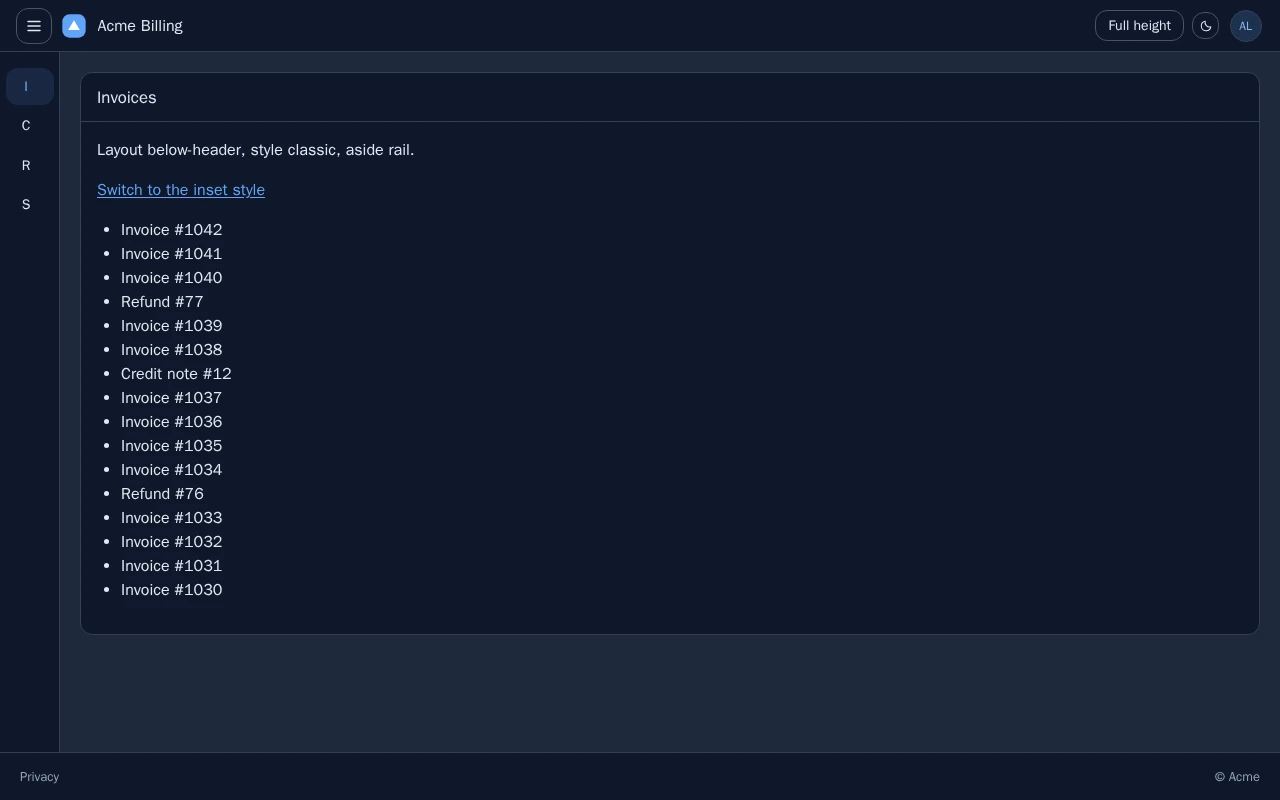 Acme Billing
Full height
AL
I
C
R
S
Invoices
Layout below-header, style classic, aside rail.
Switch to the inset style
Invoice #1042
Invoice #1041
Invoice #1040
Refund #77
Invoice #1039
Invoice #1038
Credit note #12
Invoice #1037
Invoice #1036
Invoice #1035
Invoice #1034
Refund #76
Invoice #1033
Invoice #1032
Invoice #1031
Invoice #1030
Privacy
© Acme